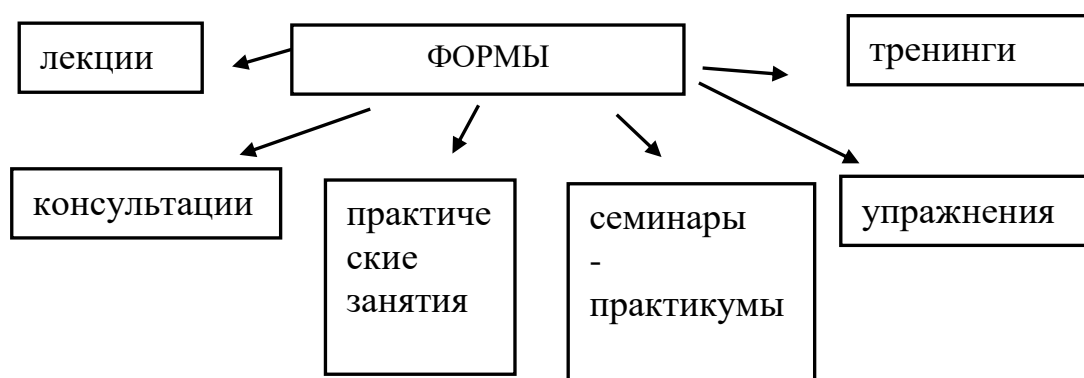 лекции
ФОРМЫ
тренинги
консультации
практиче
ские
занятия
семинары
-
практикумы
упражнения